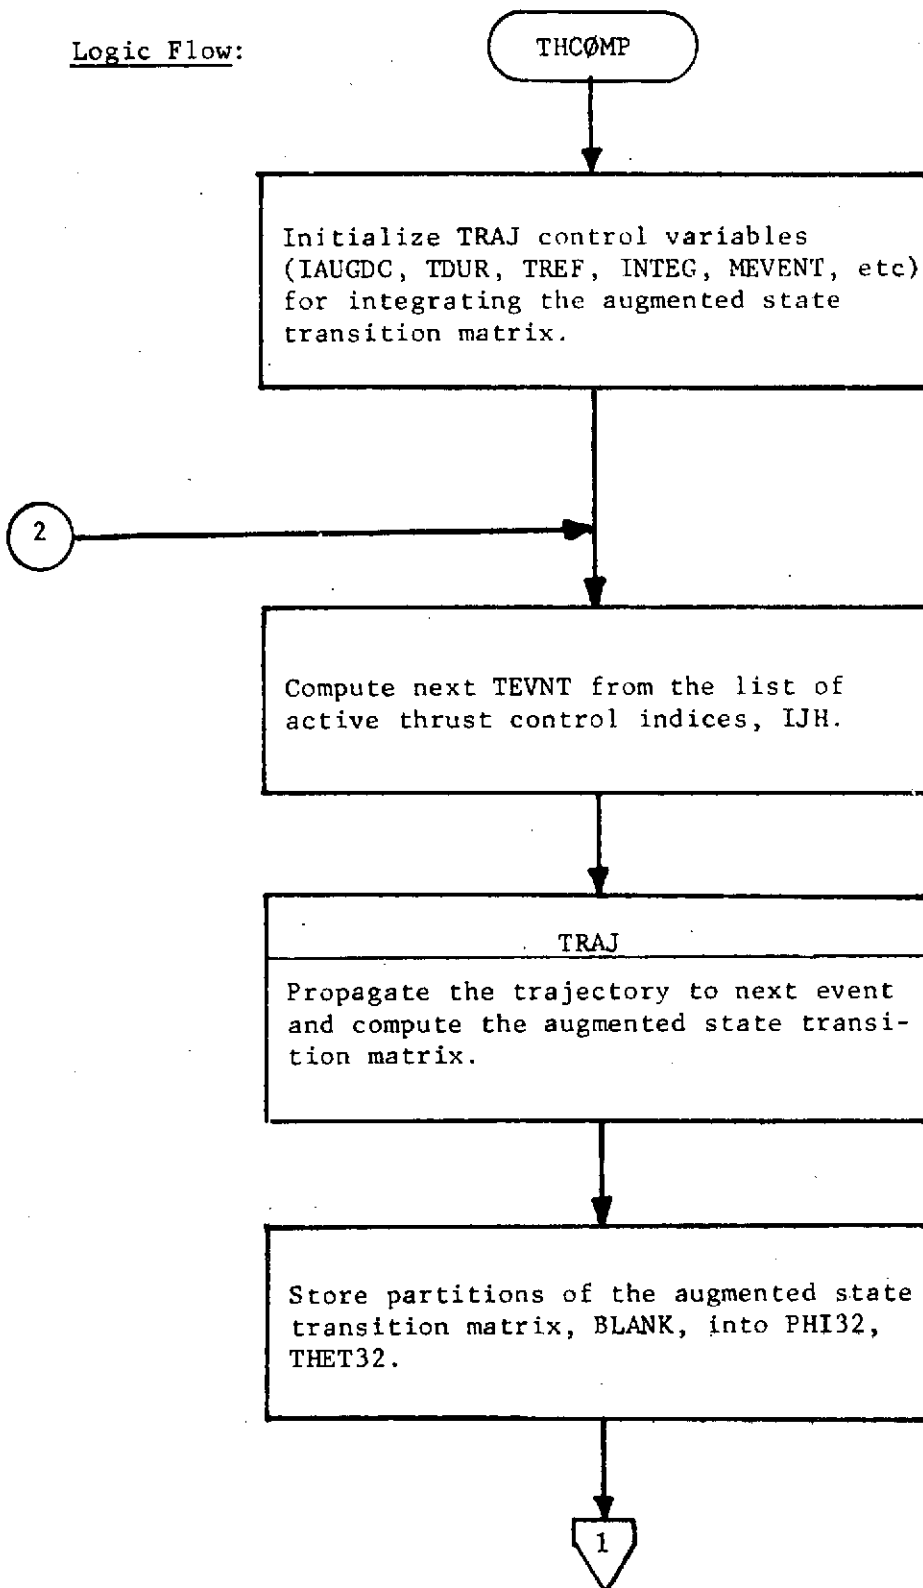 Logic Flow:
THCØMP
Initialize TRAJ control variables
(IAUGDC, TDUR, TREF, INTEG, MEVENT, etc)
for integrating the augmented state
transition matrix.
2
Compute next TEVNT from the list of
active thrust control indices, IJH.
TRAJ
Propagate the trajectory to next event
and compute the augmented state transi-
tion matrix.
Store partitions of the augmented state
transition matrix, BLANK, into PHI32,
THET32.
1